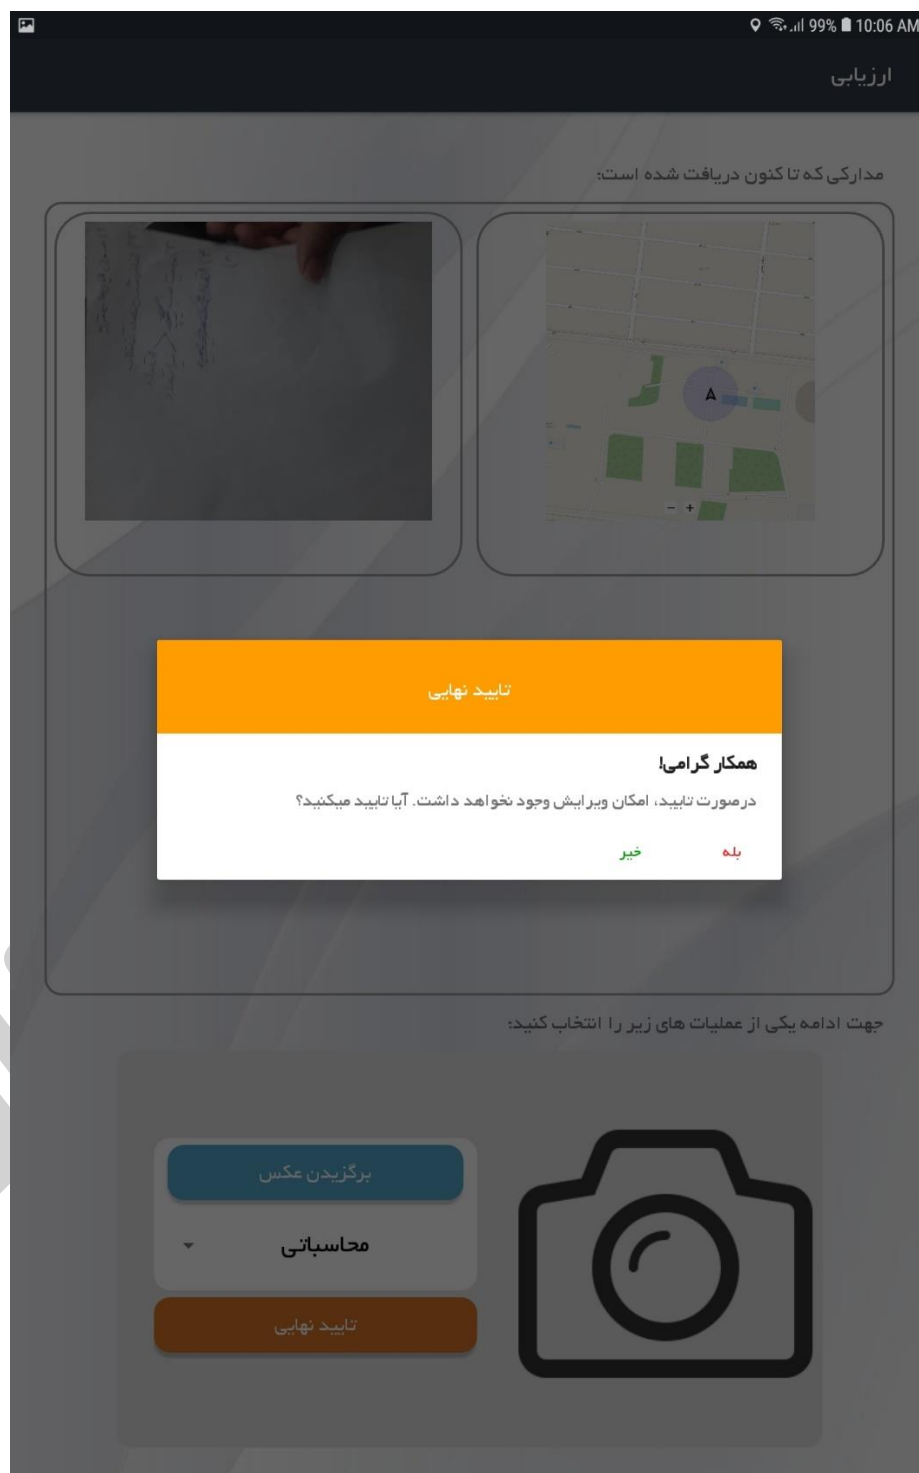 99% 10:06 AM
ارزیابی
مدارکی که تا کنون دریافت شده است:
تایید نهایی
همکار گرامی!
درصورت تایید، امکان ویرایش وجود نخواهد داشت. آیا تایید میکنید؟
بله خیر
جهت ادامه یکی از عملیات های زیر را انتخاب کنید:
برگزیدن عکس
محاسباتی
تایید نهایی